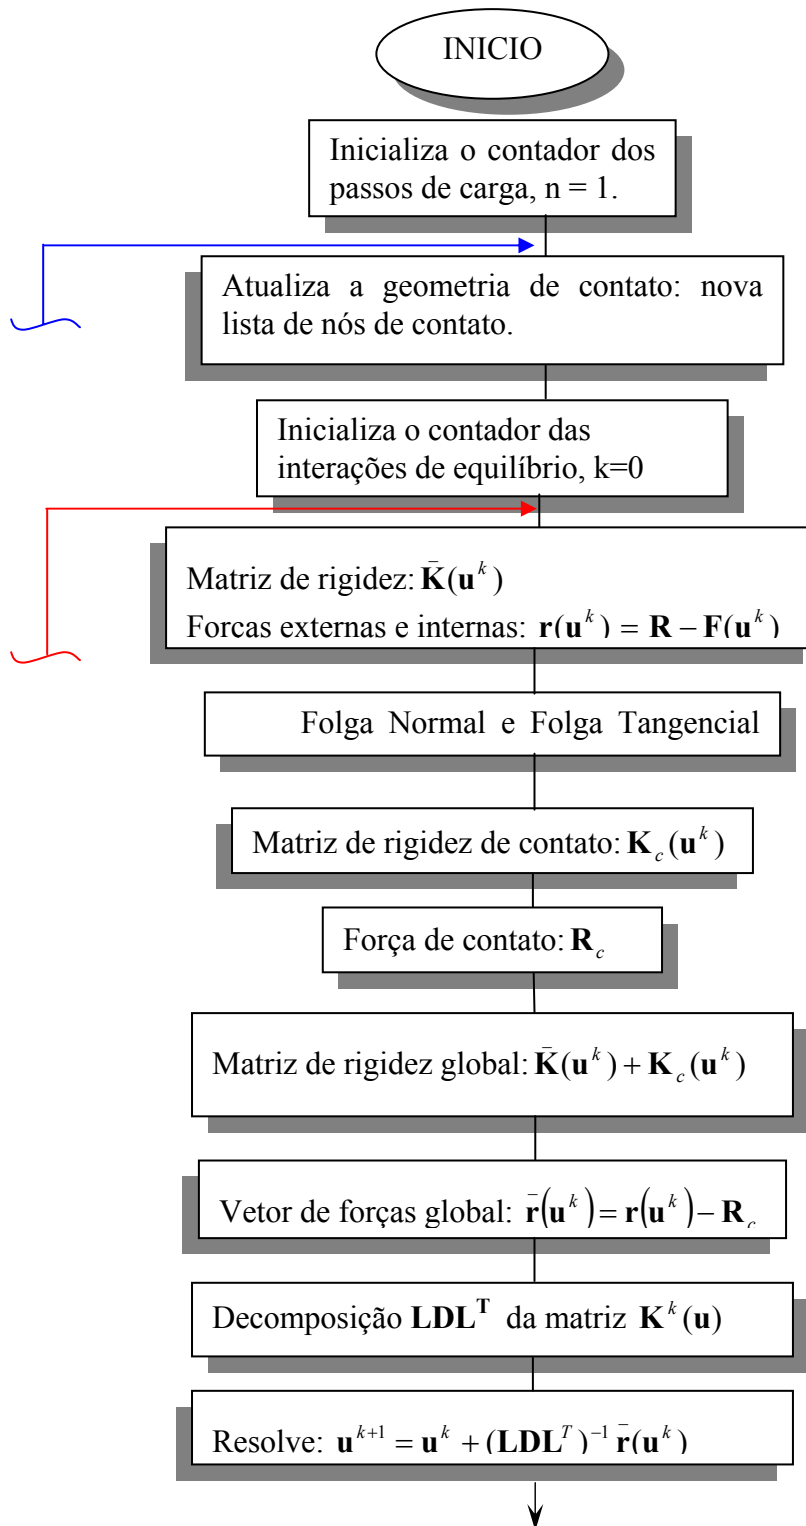 INICIO
Inicializa o contador dos
passos de carga, n = 1.
Atualiza a geometria de contato: nova
lista de nós de contato.
Inicializa o contador das
interações de equilíbrio, k=0
Matriz de rigidez: K̄(u^k)
Forcas externas e internas: r(u^k) = R − F(u^k)
Folga Normal e Folga Tangencial
Matriz de rigidez de contato: K_c(u^k)
Força de contato: R_c
Matriz de rigidez global: K̄(u^k) + K_c(u^k)
Vetor de forças global: r̄(u^k) = r(u^k) − R_c
Decomposição LDL^T da matriz K^k(u)
Resolve: u^{k+1} = u^k + (LDL^T)^{-1} r̄(u^k)